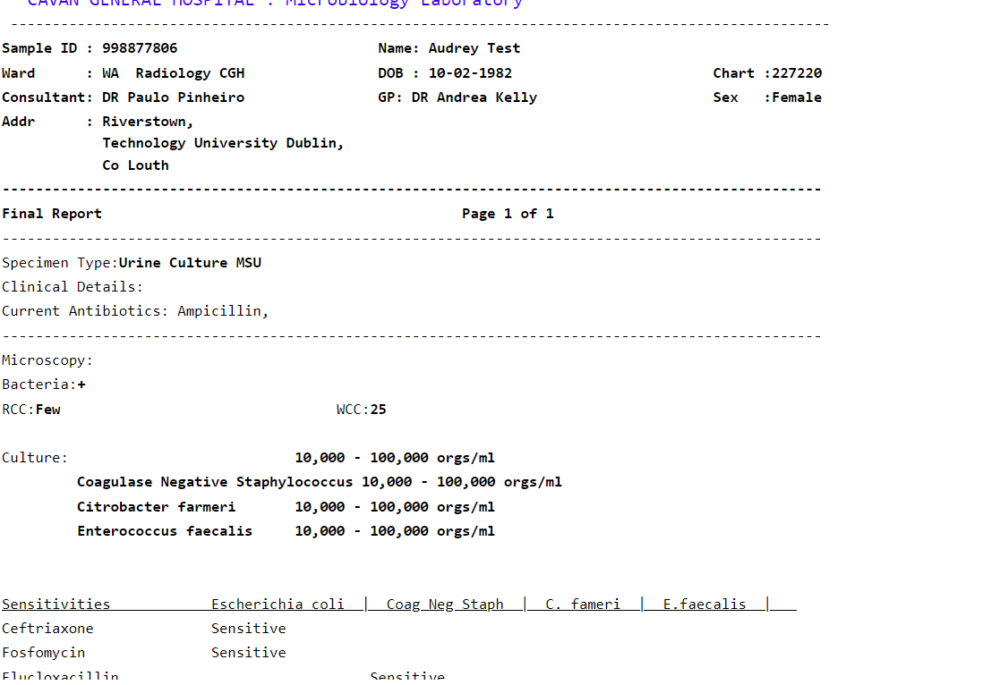 CAVAN GENERAL HOSPITAL : Microbiology Laboratory
--------------------------------------------------------------------------------------------------
Sample ID : 998877806 Name: Audrey Test
Ward : WA Radiology CGH DOB : 10-02-1982 Chart :227220
Consultant: DR Paulo Pinheiro GP: DR Andrea Kelly Sex :Female
Addr : Riverstown,
Technology University Dublin,
Co Louth
--------------------------------------------------------------------------------------------------
Final Report Page 1 of 1
--------------------------------------------------------------------------------------------------
Specimen Type:Urine Culture MSU
Clinical Details:
Current Antibiotics: Ampicillin,
--------------------------------------------------------------------------------------------------
Microscopy:
Bacteria:+
RCC:Few WCC:25
Culture: 10,000 - 100,000 orgs/ml
Coagulase Negative Staphylococcus 10,000 - 100,000 orgs/ml
Citrobacter farmeri 10,000 - 100,000 orgs/ml
Enterococcus faecalis 10,000 - 100,000 orgs/ml
Sensitivities Escherichia coli | Coag Neg Staph | C. fameri | E.faecalis |
Ceftriaxone Sensitive
Fosfomycin Sensitive
Flucloxacillin Sensitive